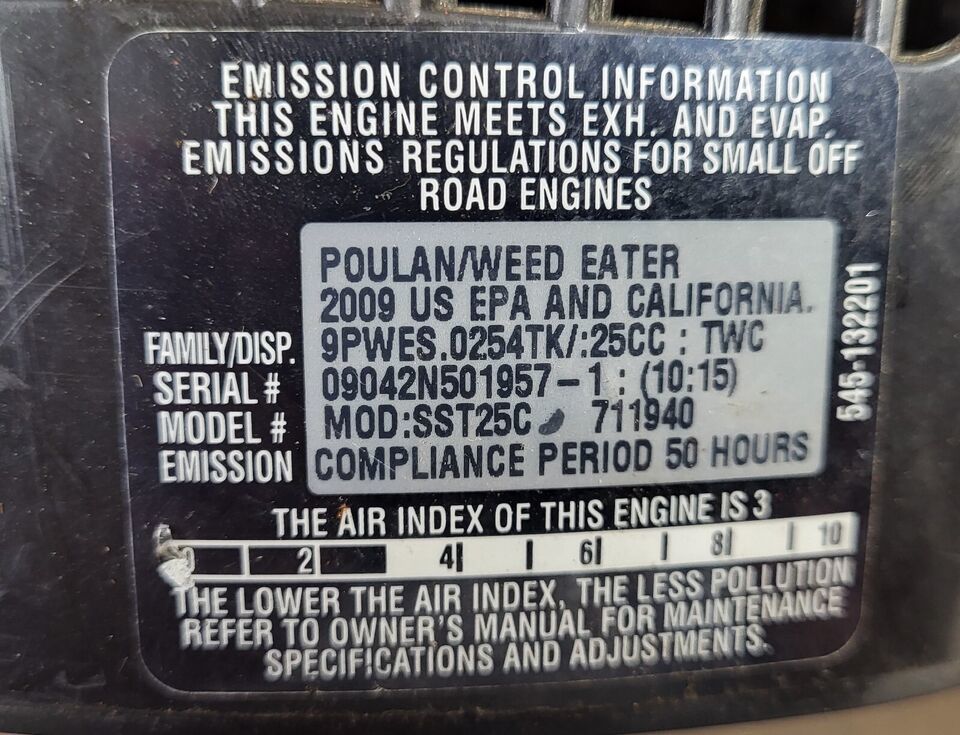 EMISSION CONTROL INFORMATION
THIS ENGINE MEETS EXH. AND EVAP.
EMISSIONS REGULATIONS FOR SMALL OFF
ROAD ENGINES
POULAN/WEED EATER
2009 US EPA AND CALIFORNIA.
FAMILY/DISP. 9PWES.0254TK/:25CC : TWC
SERIAL # 09042N501957-1 : (10:15)
MODEL # MOD:SST25C 711940
EMISSION COMPLIANCE PERIOD 50 HOURS
545-132201
THE AIR INDEX OF THIS ENGINE IS 3
0 2 4 6 8 10
THE LOWER THE AIR INDEX, THE LESS POLLUTION
REFER TO OWNER'S MANUAL FOR MAINTENANCE
SPECIFICATIONS AND ADJUSTMENTS.